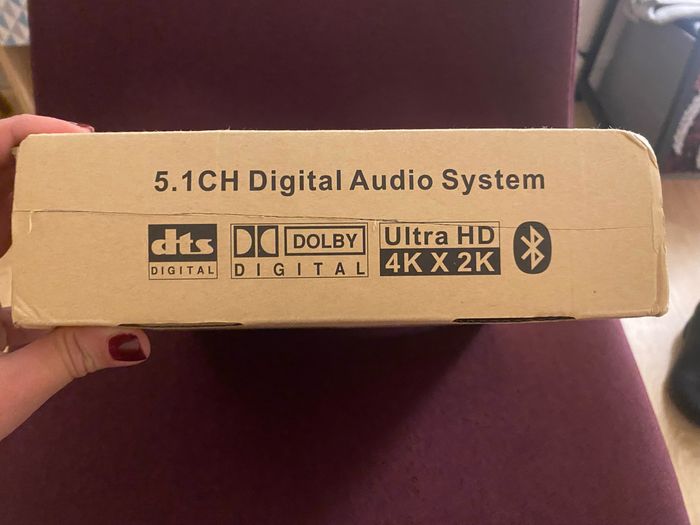 5.1CH Digital Audio System
dts
DIGITAL
DOLBY
DIGITAL
Ultra HD
4K X 2K